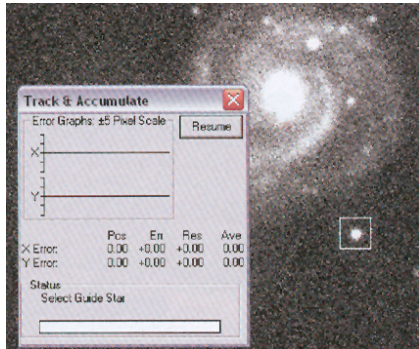 Track & Accumulate
Error Graphs: ±5 Pixel Scale
Resume
X
Y
Pos Err Res Ave
X Error: 0.00 +0.00 +0.00 0.00
Y Error: 0.00 +0.00 +0.00 0.00
Status
Select Guide Star